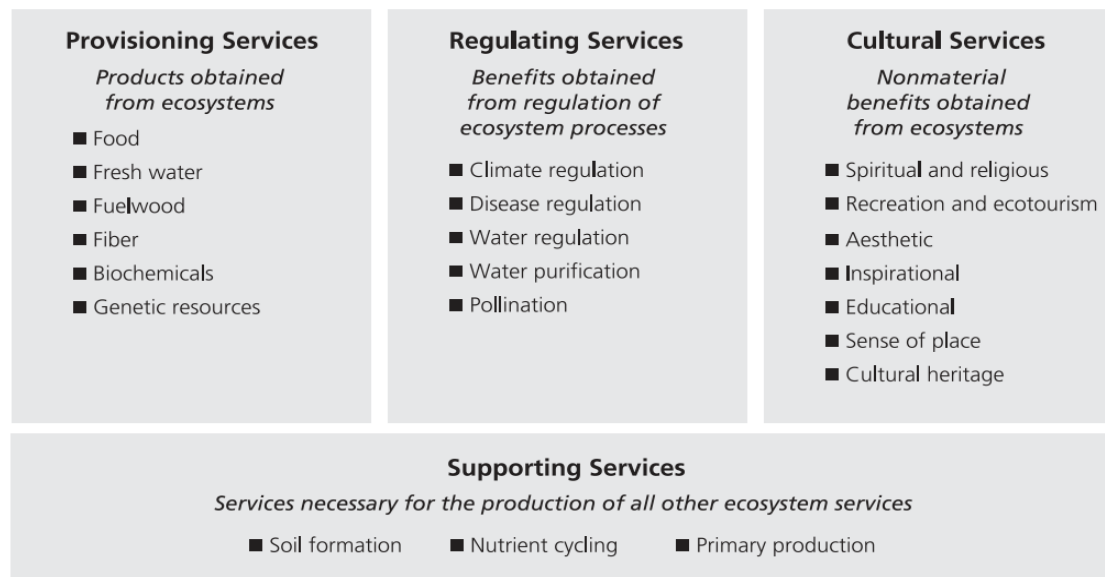 Provisioning Services
Products obtained
from ecosystems
■ Food
■ Fresh water
■ Fuelwood
■ Fiber
■ Biochemicals
■ Genetic resources
Regulating Services
Benefits obtained
from regulation of
ecosystem processes
■ Climate regulation
■ Disease regulation
■ Water regulation
■ Water purification
■ Pollination
Cultural Services
Nonmaterial
benefits obtained
from ecosystems
■ Spiritual and religious
■ Recreation and ecotourism
■ Aesthetic
■ Inspirational
■ Educational
■ Sense of place
■ Cultural heritage
Supporting Services
Services necessary for the production of all other ecosystem services
■ Soil formation ■ Nutrient cycling ■ Primary production